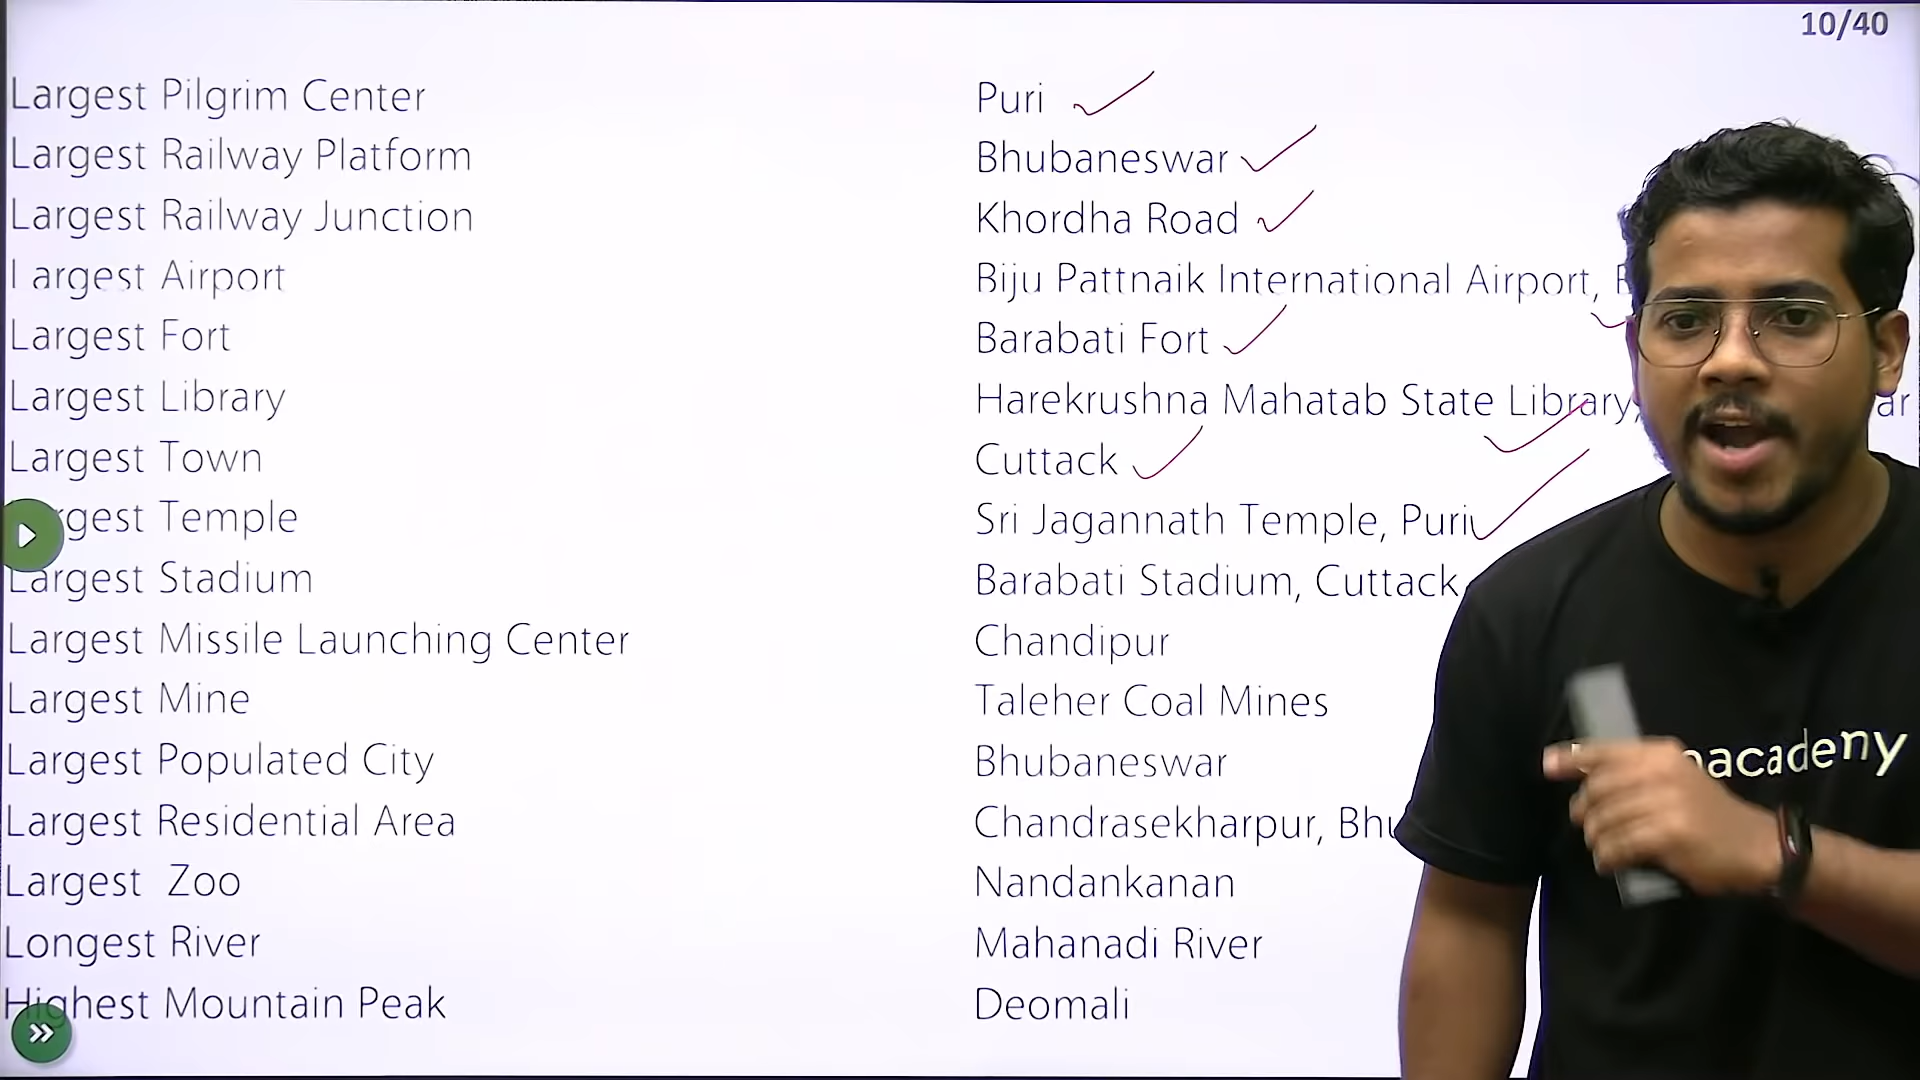 10/40
Largest Pilgrim Center Puri
Largest Railway Platform Bhubaneswar
Largest Railway Junction Khordha Road
Largest Airport Biju Pattnaik International Airport,
Largest Fort Barabati Fort
Largest Library Harekrushna Mahatab State Library,
Largest Town Cuttack
Temple Sri Jagannath Temple, Puri
Largest Stadium Barabati Stadium, Cuttack
Largest Missile Launching Center Chandipur
Largest Mine Taleher Coal Mines
Largest Populated City Bhubaneswar
Largest Residential Area Chandrasekharpur,
Largest Zoo Nandankanan
Longest River Mahanadi River
Highest Mountain Peak Deomali